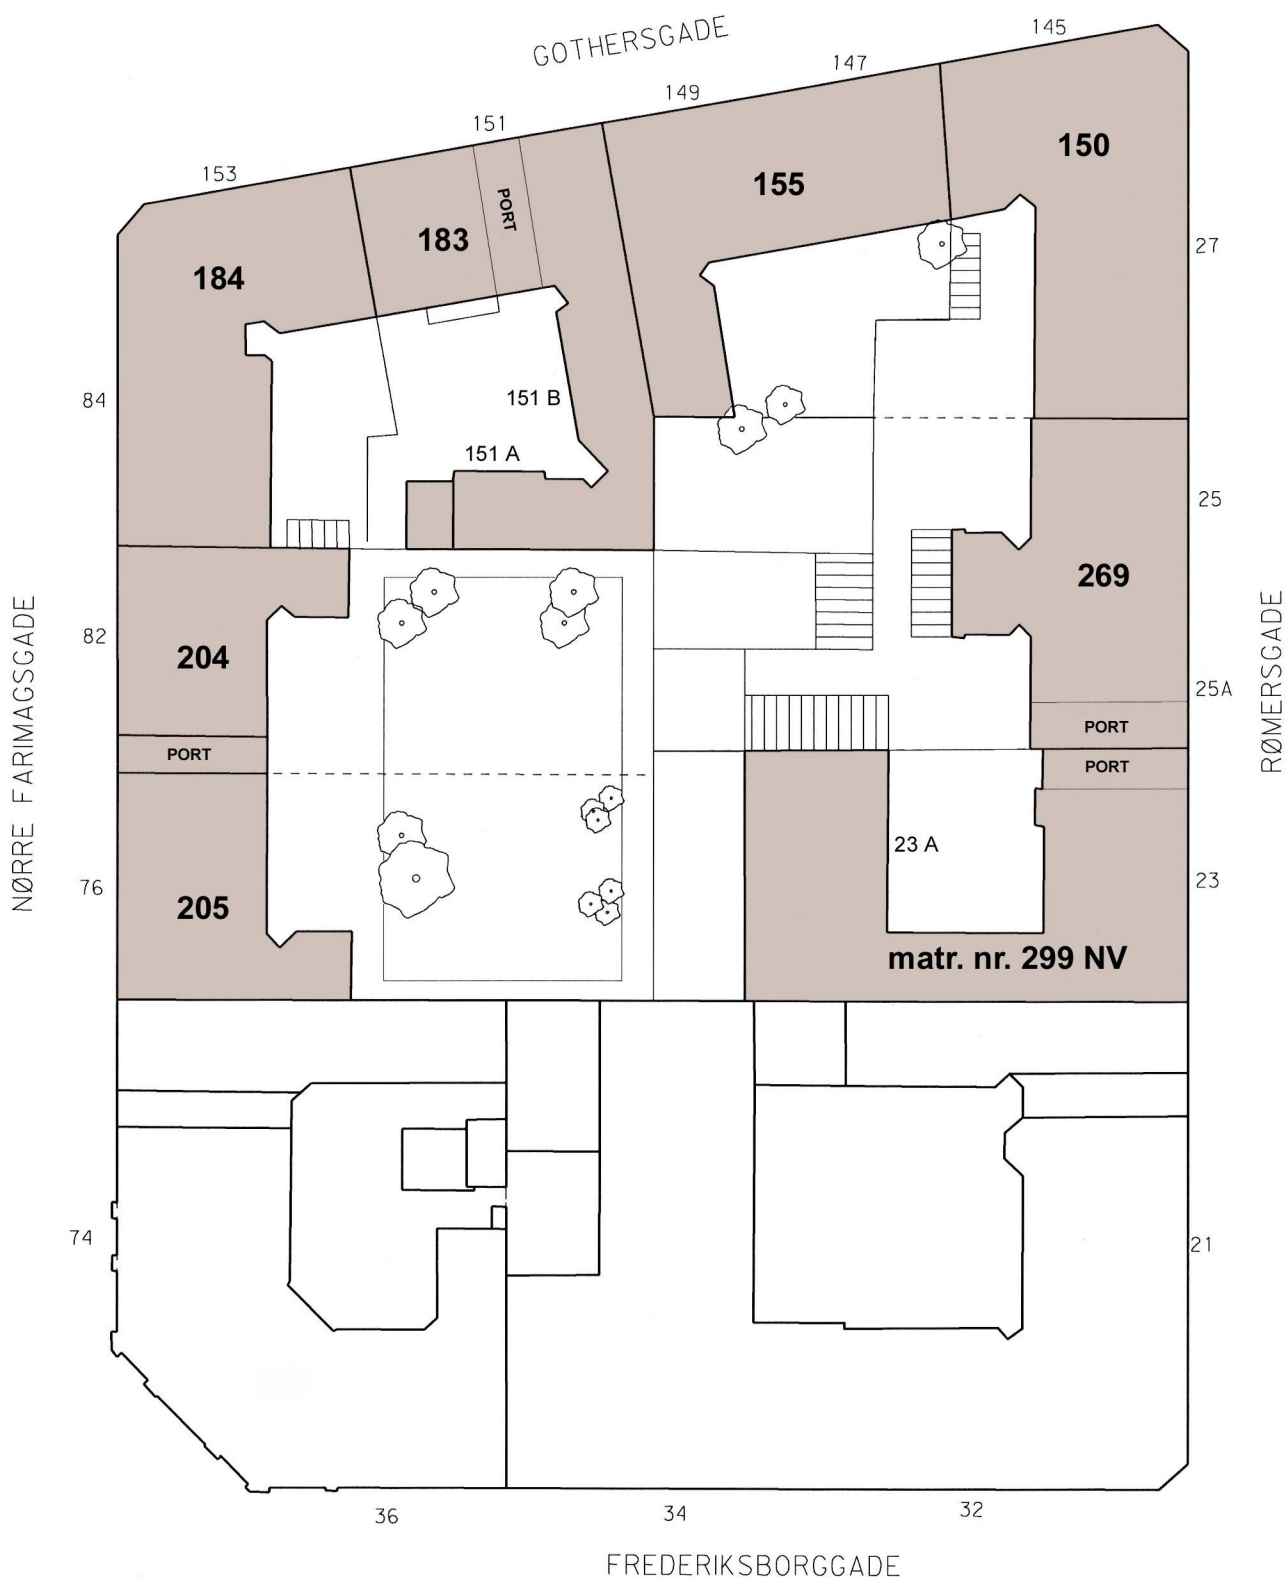 GOTHERSGADE
145
147
149
151
153
150
155
PORT
183
184
27
84
151 B
151 A
25
269
82
204
NØRRE FARIMAGSGADE
RØMERSGADE
25A
PORT
PORT
PORT
23 A
76
205
23
matr. nr. 299 NV
74
21
36
34
32
FREDERIKSBORGGADE